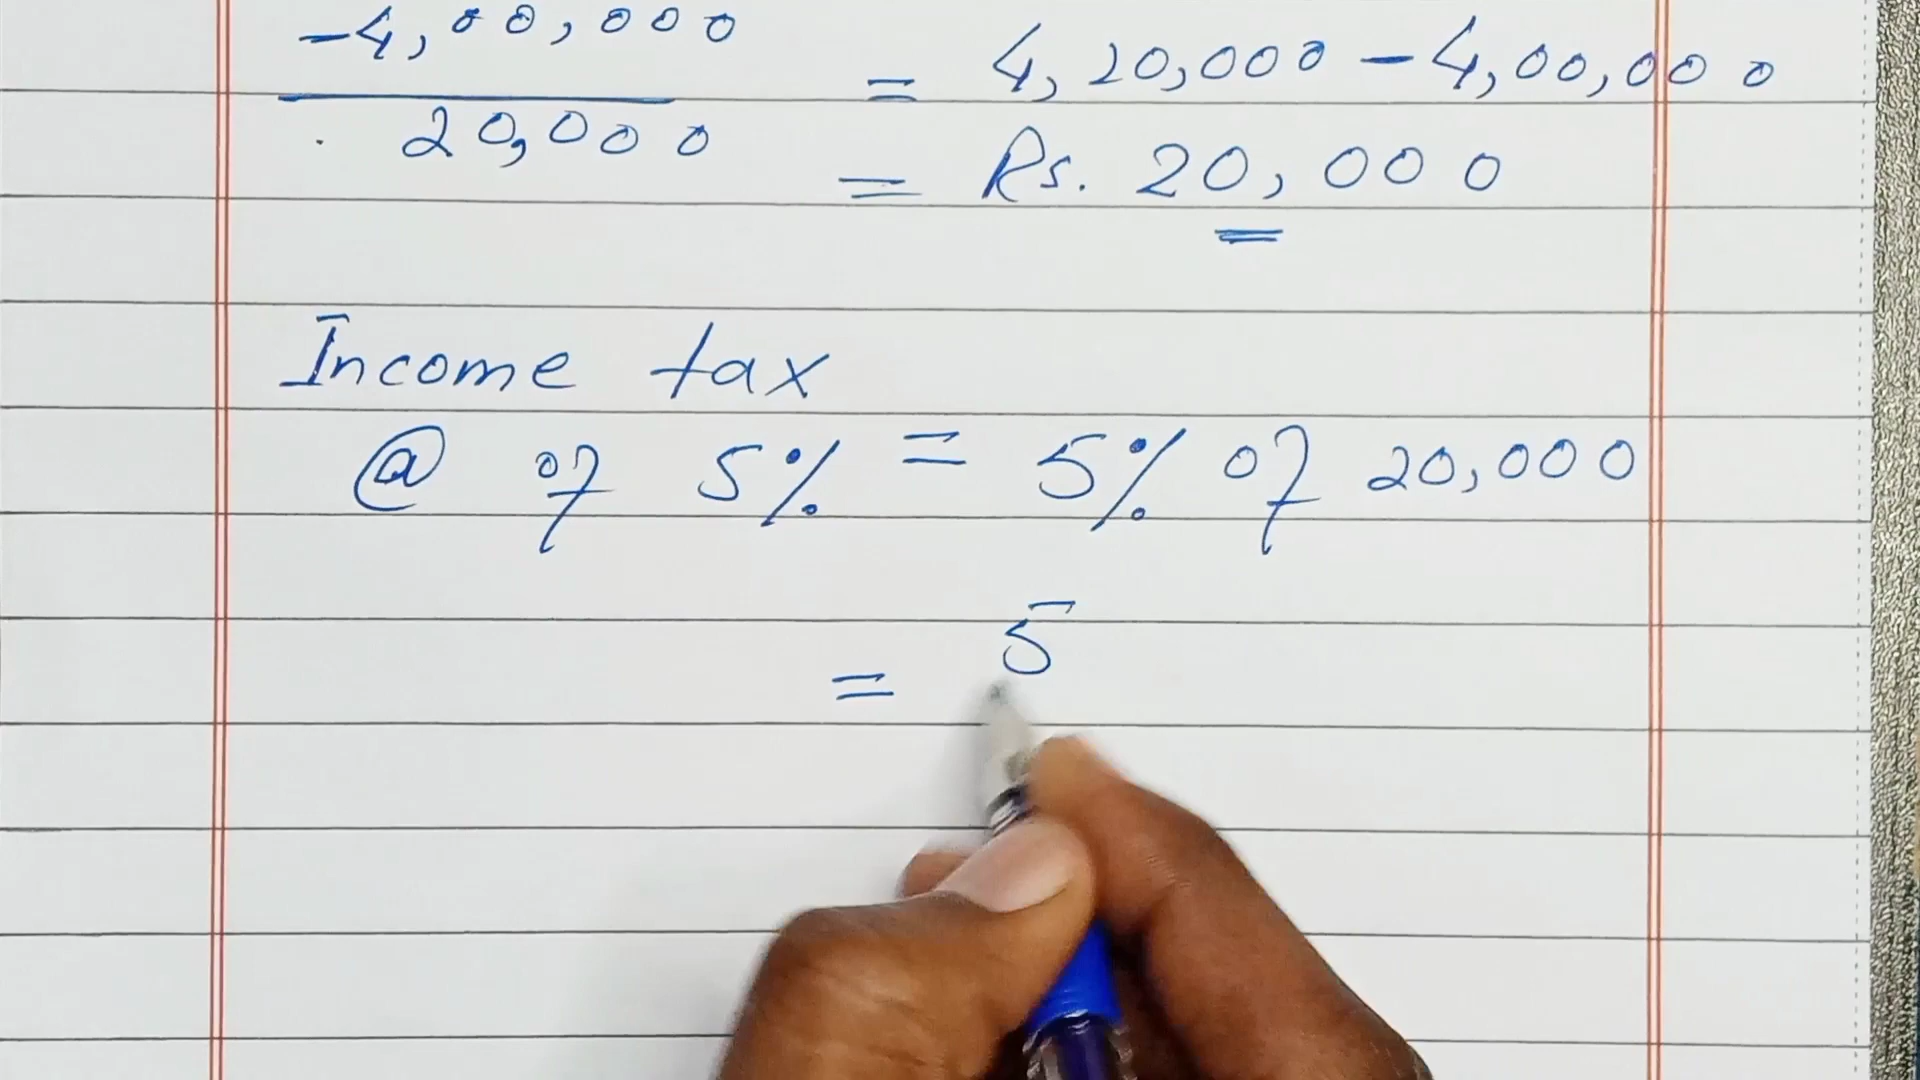 -4,00,000
= 4,20,000 - 4,00,000
20,000
= Rs. 20,000
Income tax
@ of 5% = 5% of 20,000
= 5